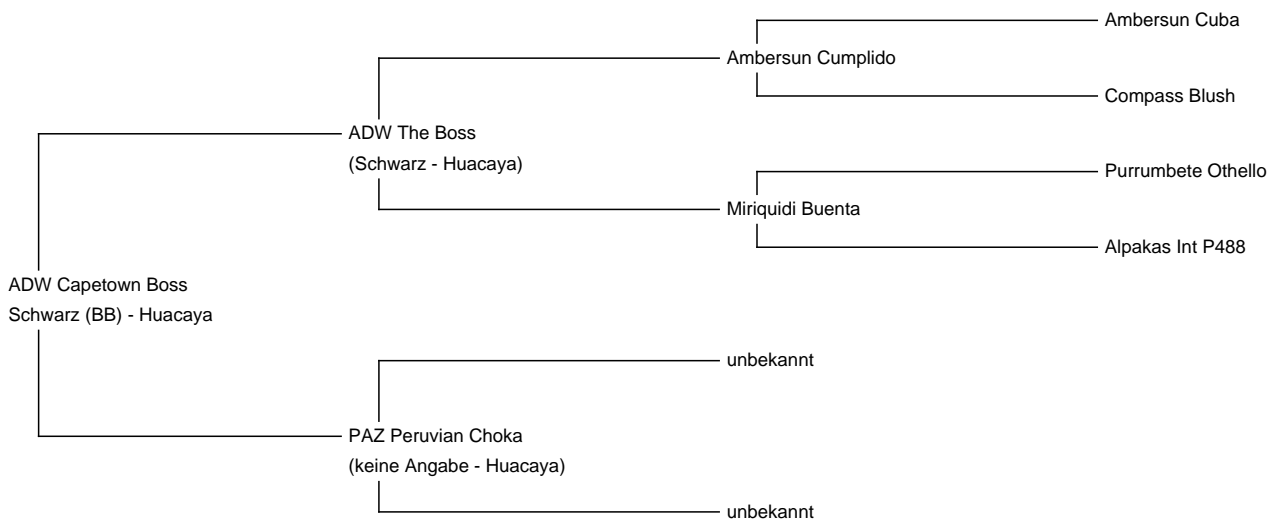 Ambersun Cuba
Ambersun Cumplido
Compass Blush
ADW The Boss
(Schwarz - Huacaya)
Purrumbete Othello
Miriquidi Buenta
Alpakas Int P488
ADW Capetown Boss
Schwarz (BB) - Huacaya
unbekannt
PAZ Peruvian Choka
(keine Angabe - Huacaya)
unbekannt